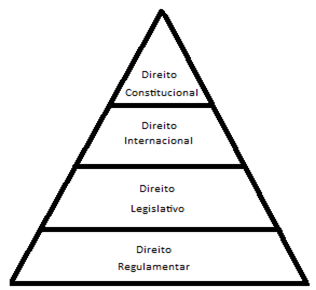 Direito
Constitucional
Direito
Internacional
Direito
Legislativo
Direito
Regulamentar